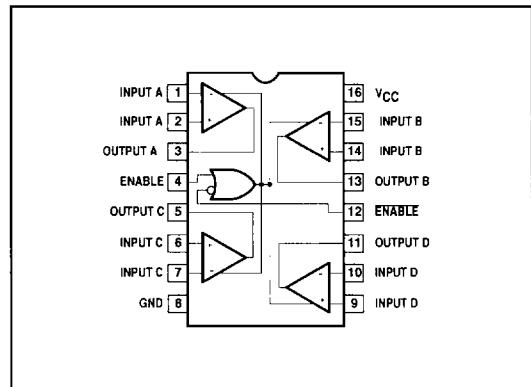 INPUT A 1
INPUT A 2
OUTPUT A 3
ENABLE 4
OUTPUT C 5
INPUT C 6
INPUT C 7
GND 8
16 VCC
15 INPUT B
14 INPUT B
13 OUTPUT B
12 ENABLE
11 OUTPUT D
10 INPUT D
9 INPUT D